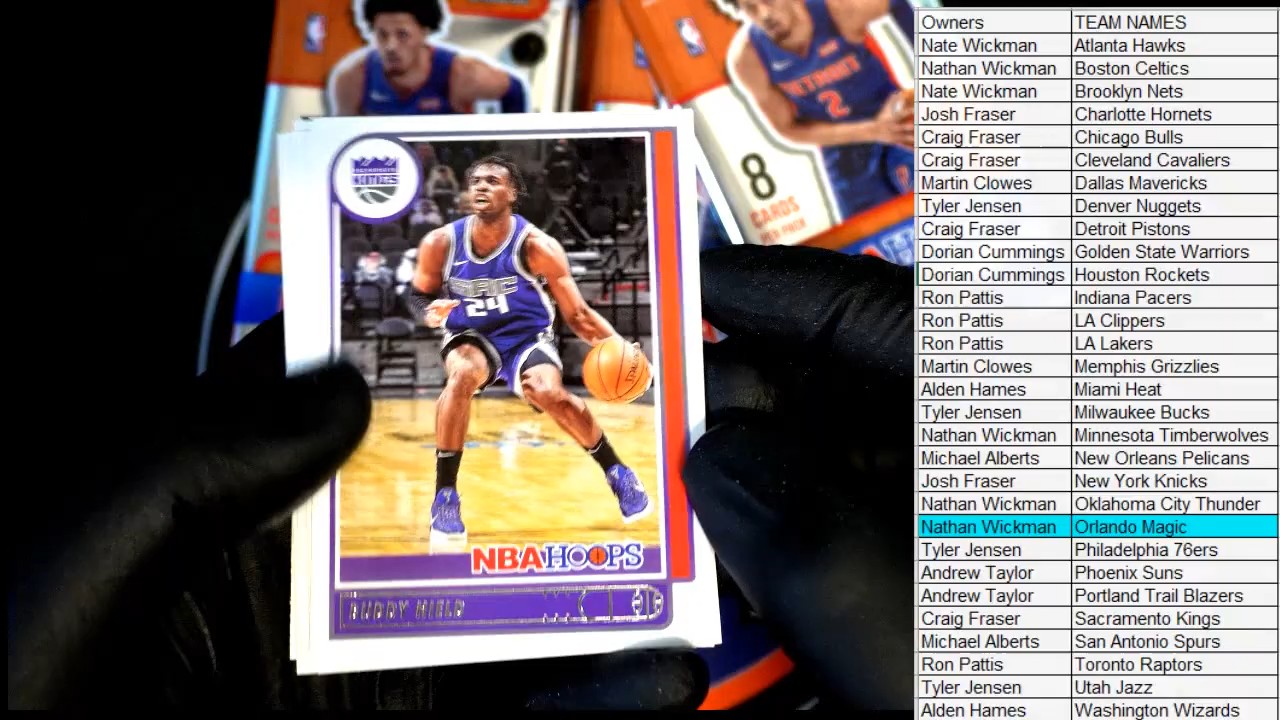 DETROIT
2
8
CARDS
PER PACK
KINGS
SAC
24
SPALDING
NBA HOOPS
BUDDY HIELD
Owners TEAM NAMES
Nate Wickman Atlanta Hawks
Nathan Wickman Boston Celtics
Nate Wickman Brooklyn Nets
Josh Fraser Charlotte Hornets
Craig Fraser Chicago Bulls
Craig Fraser Cleveland Cavaliers
Martin Clowes Dallas Mavericks
Tyler Jensen Denver Nuggets
Craig Fraser Detroit Pistons
Dorian Cummings Golden State Warriors
Dorian Cummings Houston Rockets
Ron Pattis Indiana Pacers
Ron Pattis LA Clippers
Ron Pattis LA Lakers
Martin Clowes Memphis Grizzlies
Alden Hames Miami Heat
Tyler Jensen Milwaukee Bucks
Nathan Wickman Minnesota Timberwolves
Michael Alberts New Orleans Pelicans
Josh Fraser New York Knicks
Nathan Wickman Oklahoma City Thunder
Nathan Wickman Orlando Magic
Tyler Jensen Philadelphia 76ers
Andrew Taylor Phoenix Suns
Andrew Taylor Portland Trail Blazers
Craig Fraser Sacramento Kings
Michael Alberts San Antonio Spurs
Ron Pattis Toronto Raptors
Tyler Jensen Utah Jazz
Alden Hames Washington Wizards